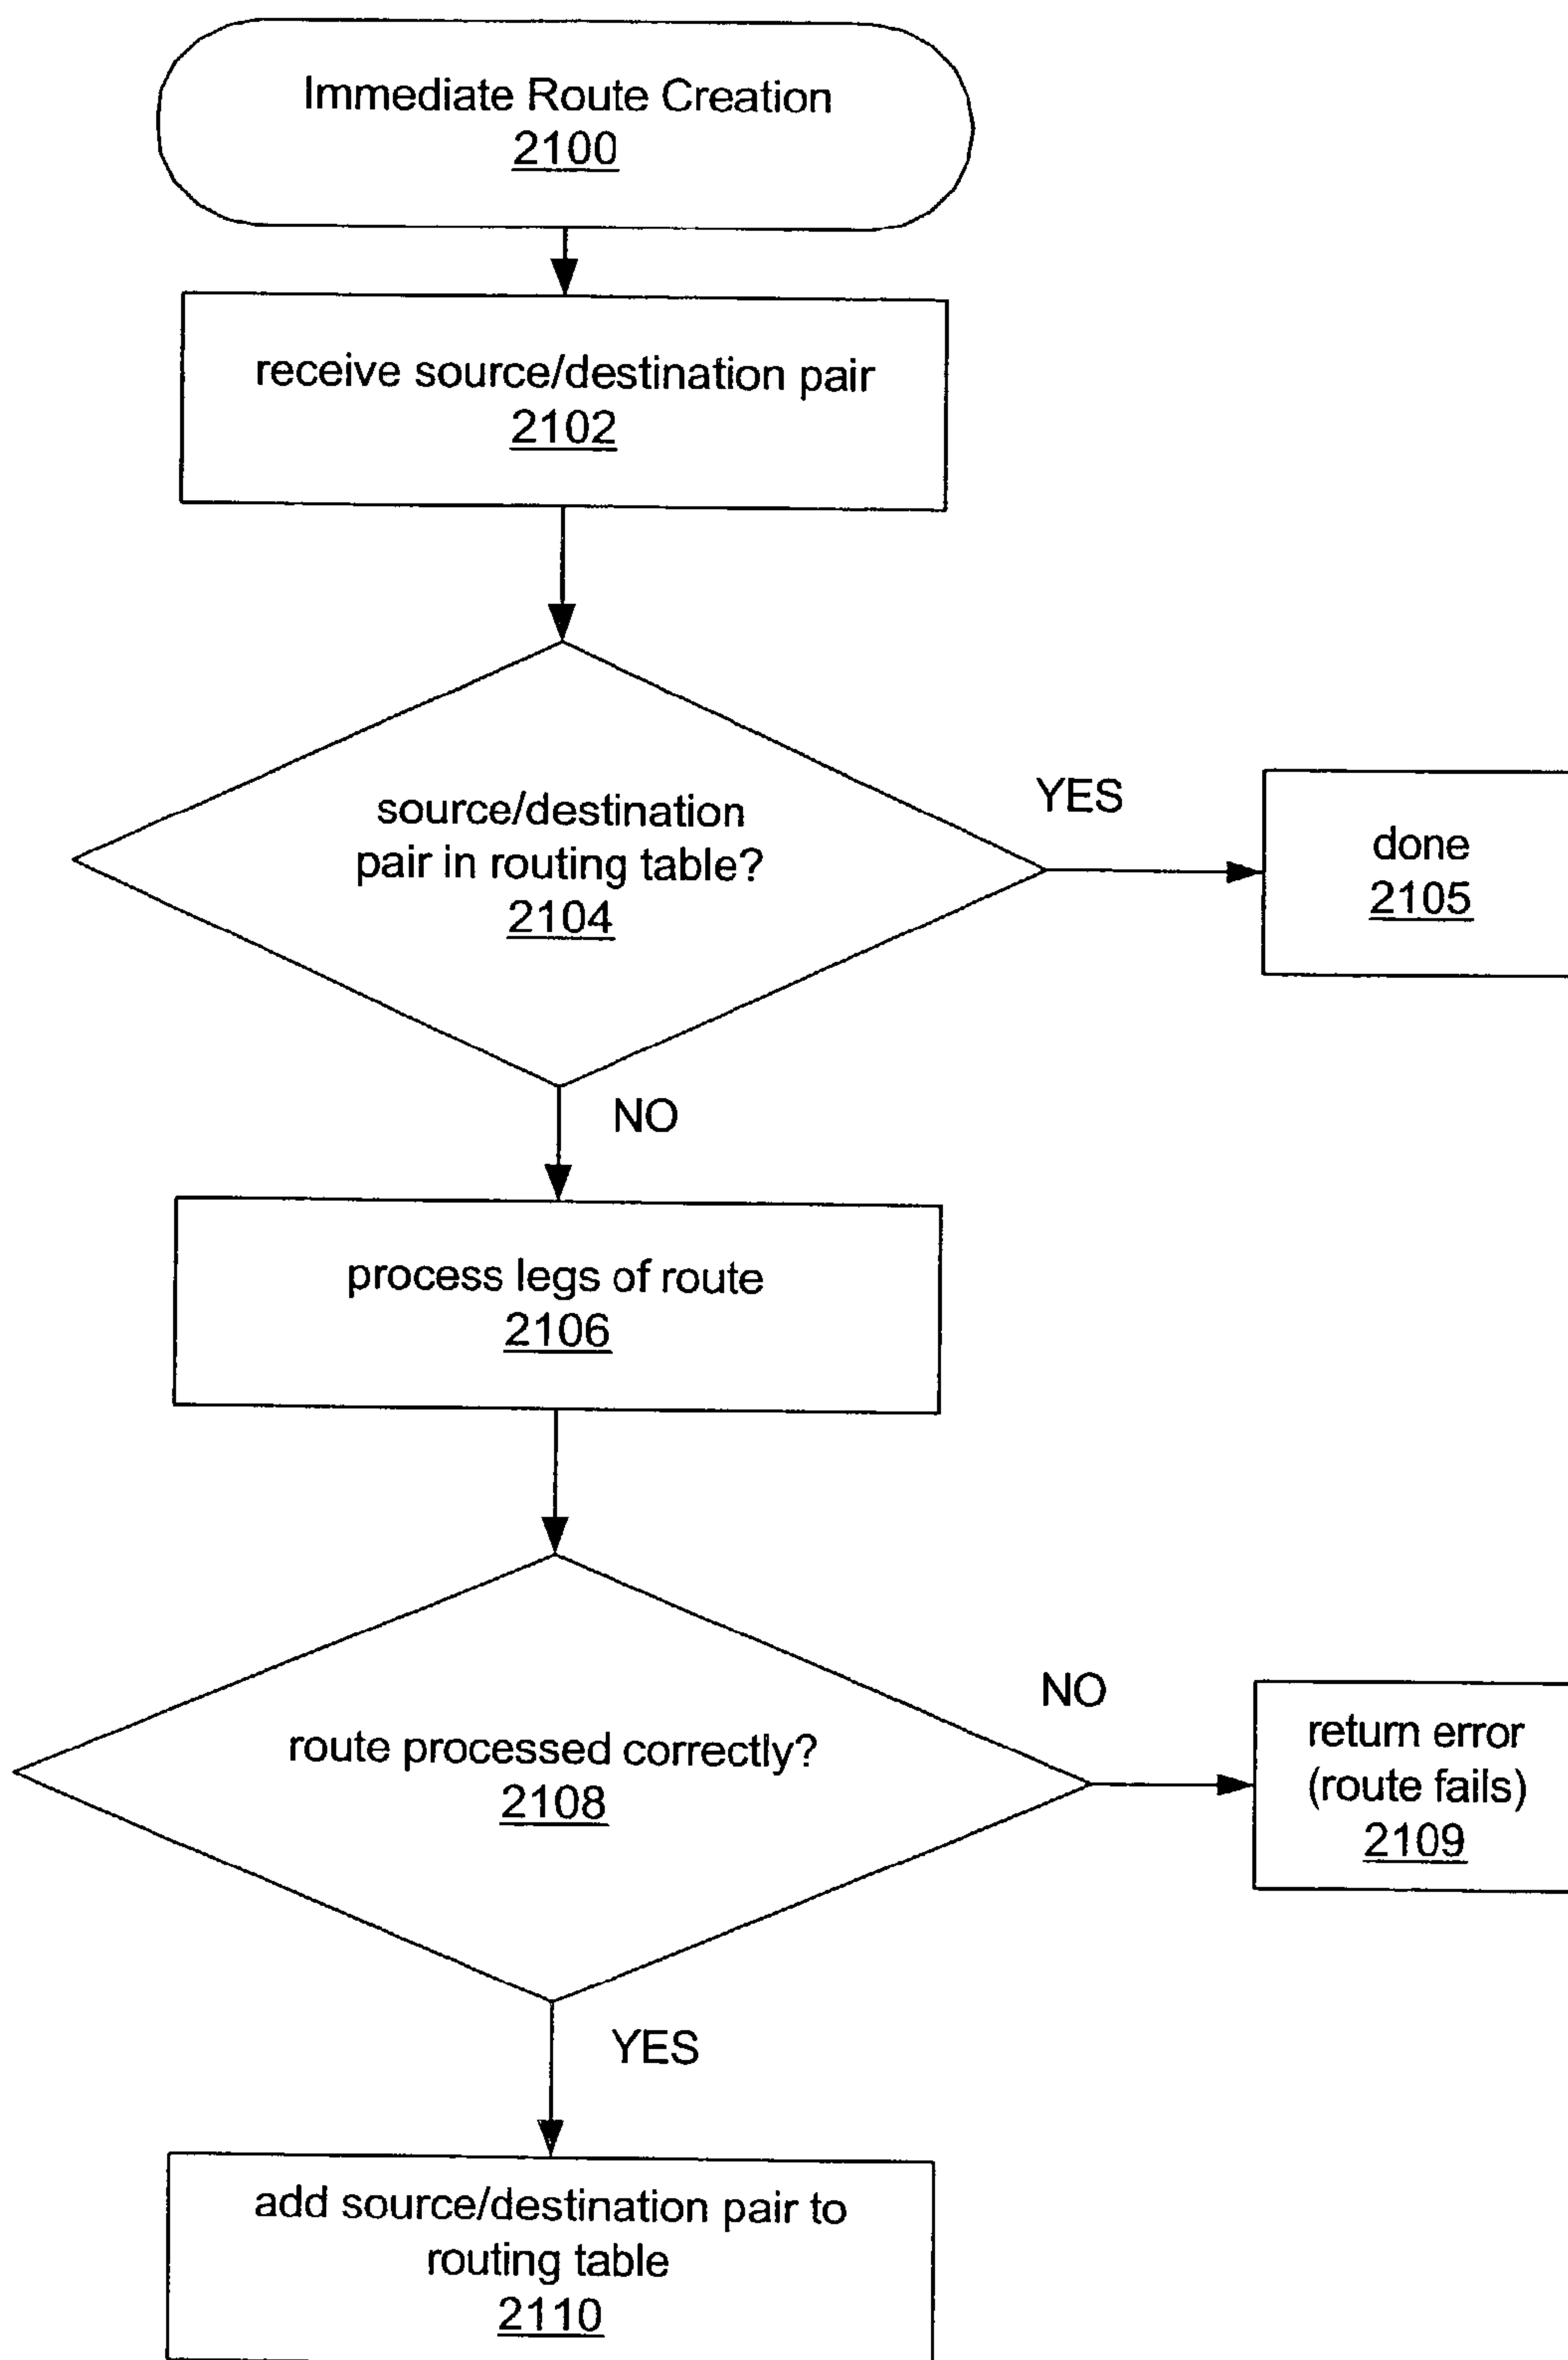 Immediate Route Creation
2100
receive source/destination pair
2102
source/destination
pair in routing table?
2104
YES
done
2105
NO
process legs of route
2106
route processed correctly?
2108
NO
return error
(route fails)
2109
YES
add source/destination pair to
routing table
2110